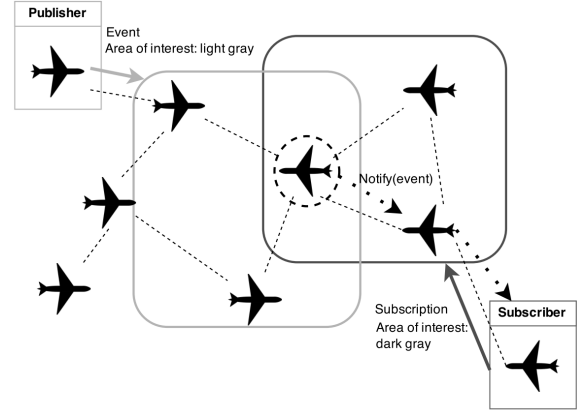 Publisher
Event
Area of interest: light gray
Notify(event)
Subscription
Area of interest:
dark gray
Subscriber